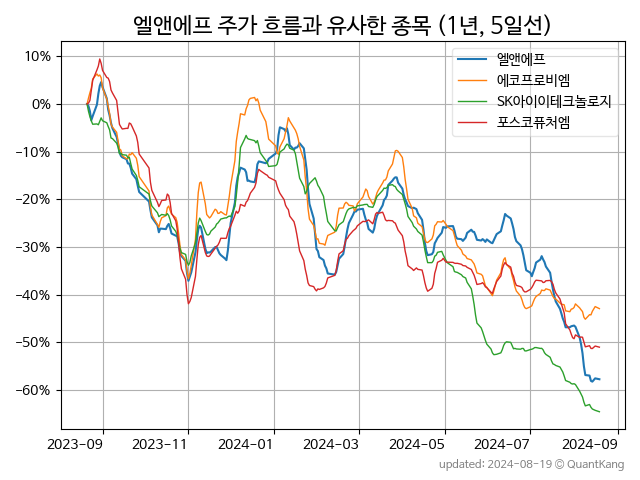 엘앤에프 주가 흐름과 유사한 종목 (1년, 5일선)
10%
0%
−10%
−20%
−30%
−40%
−50%
−60%
엘앤에프
에코프로비엠
SK아이이테크놀로지
포스코퓨처엠
2023−09
2023−11
2024−01
2024−03
2024−05
2024−07
2024−09
updated: 2024-08-19 © QuantKang